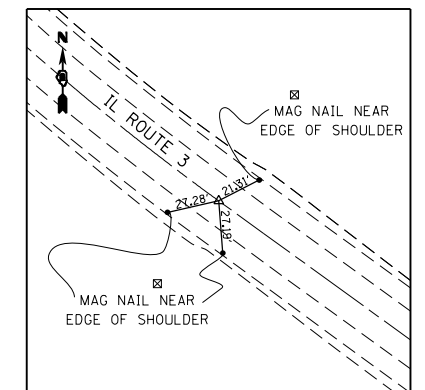 N
IL ROUTE 3
MAG NAIL NEAR
EDGE OF SHOULDER
21.31'
27.28'
27.19'
MAG NAIL NEAR
EDGE OF SHOULDER